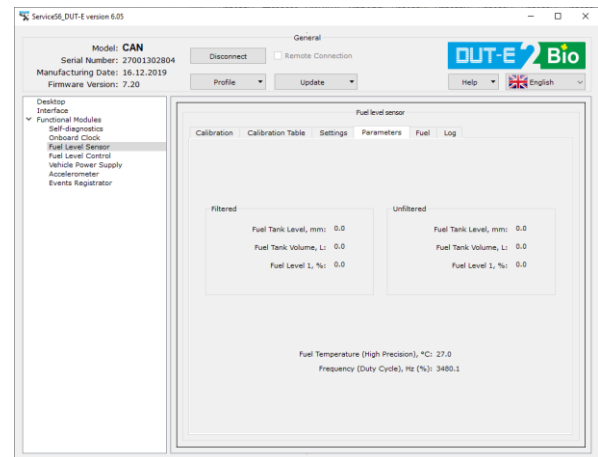 ServiceS6_DUT-E version 6.05
General
Model: CAN
Serial Number: 27001302804
Manufacturing Date: 16.12.2019
Firmware Version: 7.20
Disconnect
Remote Connection
Profile
Update
DUT-E 2 Bio
Help
English
Desktop
Interface
Functional Modules
Self-diagnostics
Onboard Clock
Fuel Level Sensor
Fuel Level Control
Vehicle Power Supply
Accelerometer
Events Registrator
Fuel level sensor
Calibration Calibration Table Settings Parameters Fuel Log
Filtered
Fuel Tank Level, mm: 0.0
Fuel Tank Volume, L: 0.0
Fuel Level 1, %: 0.0
Unfiltered
Fuel Tank Level, mm: 0.0
Fuel Tank Volume, L: 0.0
Fuel Level 1, %: 0.0
Fuel Temperature (High Precision), °C: 27.0
Frequency (Duty Cycle), Hz (%): 3480.1